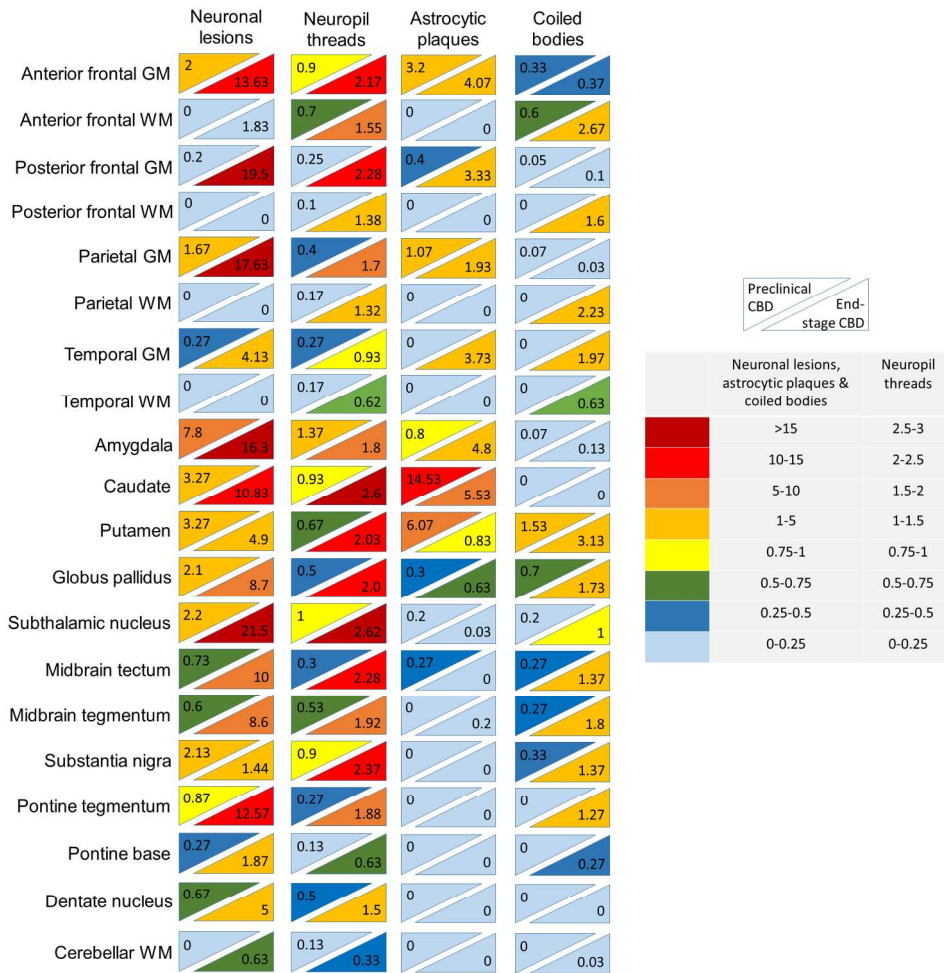 Neuronal lesions Neuropil threads Astrocytic plaques Coiled bodies
Anterior frontal GM 2 13.63 0.9 2.17 3.2 4.07 0.33 0.37
Anterior frontal WM 0 1.83 0.7 1.55 0 0 0.6 2.67
Posterior frontal GM 0.2 19.5 0.25 2.28 0.4 3.33 0.05 0.1
Posterior frontal WM 0 0 0.1 1.38 0 0 0 1.6
Parietal GM 1.67 17.63 0.4 1.7 1.07 1.93 0.07 0.03
Parietal WM 0 0 0.17 1.32 0 0 0 2.23
Temporal GM 0.27 4.13 0.27 0.93 0 3.73 0 1.97
Temporal WM 0 0 0.17 0.62 0 0 0 0.63
Amygdala 7.8 16.3 1.37 1.8 0.8 4.8 0.07 0.13
Caudate 3.27 10.83 0.93 2.6 14.53 5.53 0 0
Putamen 3.27 4.9 0.67 2.03 6.07 0.83 1.53 3.13
Globus pallidus 2.1 8.7 0.5 2.0 0.3 0.63 0.7 1.73
Subthalamic nucleus 2.2 21.5 1 2.62 0.2 0.03 0.2 1
Midbrain tectum 0.73 10 0.3 2.28 0.27 0 0.27 1.37
Midbrain tegmentum 0.6 8.6 0.53 1.92 0 0.2 0.27 1.8
Substantia nigra 2.13 1.44 0.9 2.37 0 0 0.33 1.37
Pontine tegmentum 0.87 12.57 0.27 1.88 0 0 0 1.27
Pontine base 0.27 1.87 0.13 0.63 0 0 0 0.27
Dentate nucleus 0.67 5 0.5 1.5 0 0 0 0
Cerebellar WM 0 0.63 0.13 0.33 0 0 0 0.03
Preclinical
CBD
End-
stage CBD
Neuronal lesions,
astrocytic plaques &
coiled bodies
Neuropil
threads
>15 2.5-3
10-15 2-2.5
5-10 1.5-2
1-5 1-1.5
0.75-1 0.75-1
0.5-0.75 0.5-0.75
0.25-0.5 0.25-0.5
0-0.25 0-0.25